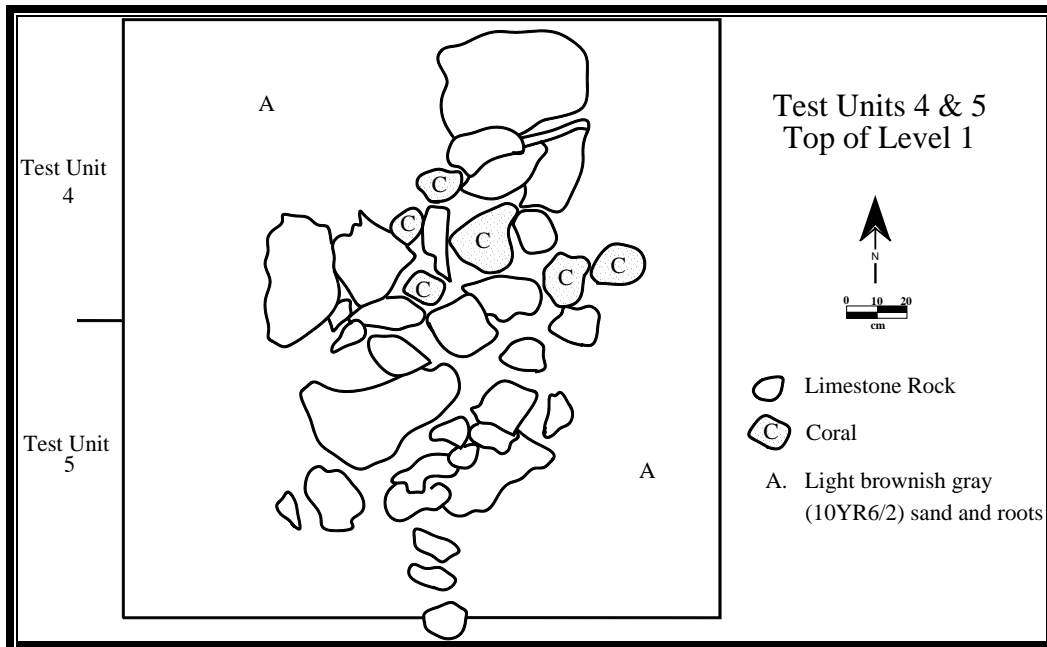 Test Units 4 & 5
Top of Level 1
A
Test Unit
4
C
C
C
C
C
C
N
0 10 20
cm
Limestone Rock
C Coral
Test Unit
5
A
A. Light brownish gray
(10YR6/2) sand and roots